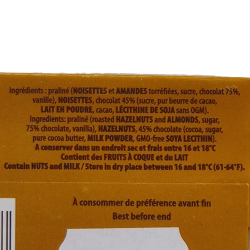 Ingrédients : praliné (NOISETTES et AMANDES torréfiées, sucre, chocolat 75%,
vanille), NOISETTES, chocolat 45% (sucre, pur beurre de cacao,
LAIT EN POUDRE, cacao, LÉCITHINE DE SOJA sans OGM).
Ingredients: praliné (roasted HAZELNUTS and ALMONDS, sugar,
75% chocolate, vanilla), HAZELNUTS, 45% chocolate (cocoa, sugar,
pure cocoa butter, MILK POWDER, GMO-free SOYA LECITHIN).
A conserver dans un endroit sec et frais entre 16 et 18°C
Contient des FRUITS À COQUE et du LAIT
Contain NUTS and MILK / Store in dry place between 16 and 18°C (61-64°F).
À consommer de préférence avant fin
Best before end